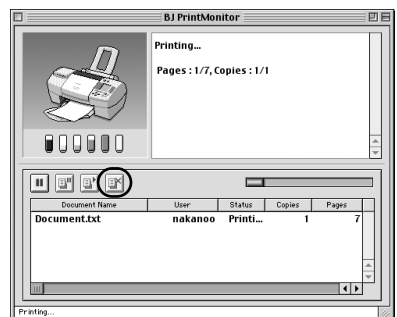 BJ PrintMonitor
Printing...
Pages : 1/7, Copies : 1/1
Document Name User Status Copies Pages
Document.txt nakanoo Printi... 1 7
Printing...